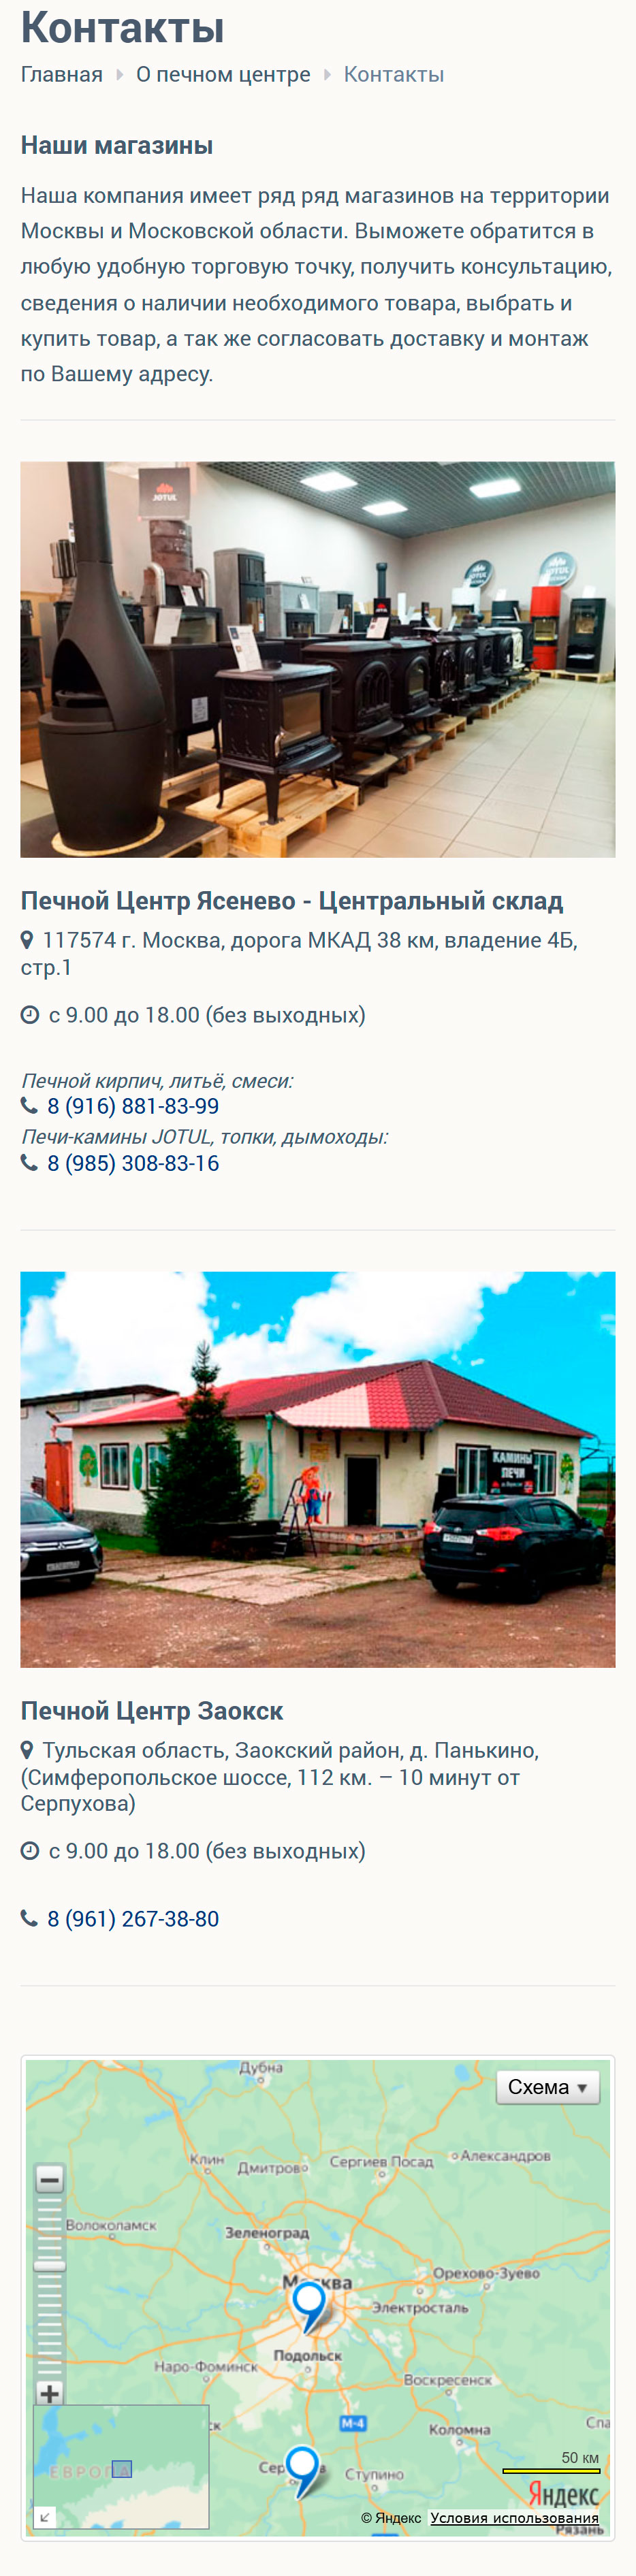 Контакты
Главная О печном центре Контакты
Наши магазины
Наша компания имеет ряд ряд магазинов на территории
Москвы и Московской области. Выможете обратится в
любую удобную торговую точку, получить консультацию,
сведения о наличии необходимого товара, выбрать и
купить товар, а так же согласовать доставку и монтаж
по Вашему адресу.
JOTUL
Печной Центр Ясенево - Центральный склад
117574 г. Москва, дорога МКАД 38 км, владение 4Б,
стр.1
с 9.00 до 18.00 (без выходных)
Печной кирпич, литьё, смеси:
8 (916) 881-83-99
Печи-камины JOTUL, топки, дымоходы:
8 (985) 308-83-16
КАМИНЫ
ПЕЧИ
Печной Центр Заокск
Тульская область, Заокский район, д. Панькино,
(Симферопольское шоссе, 112 км. – 10 минут от
Серпухова)
с 9.00 до 18.00 (без выходных)
8 (961) 267-38-80
Дубна
Схема
Клин
Дмитров
Сергиев Посад
Александров
Волоколамск
Зеленоград
Орехово-Зуево
Электросталь
Подольск
Наро-Фоминск
Воскресенск
М-4
Коломна
ЕВРОПА
Ступино
50 км
Яндекс
© Яндекс Условия использования
Рязань